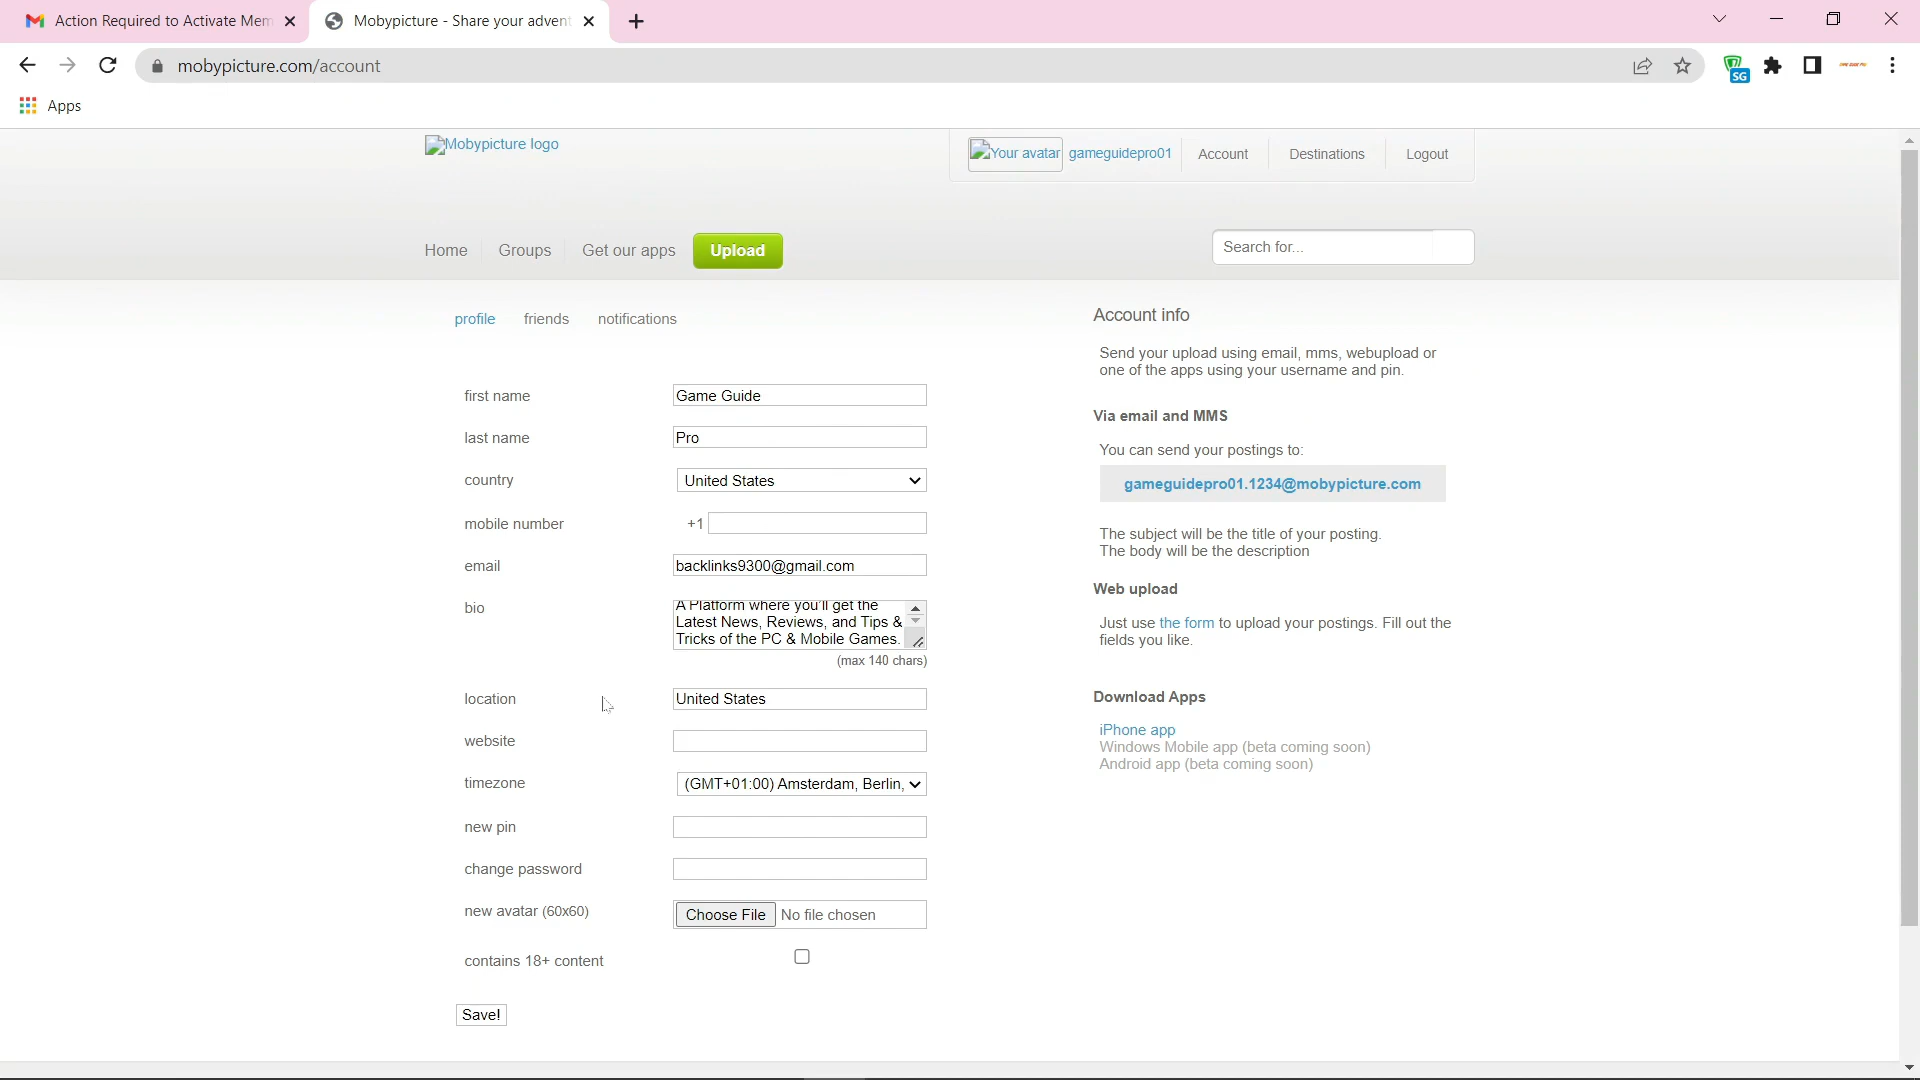 Action Required to Activate Mem
Mobypicture - Share your advent
mobypicture.com/account
SG
Apps
Mobypicture logo
Your avatar
gameguidepro01
Account
Destinations
Logout
Home
Groups
Get our apps
Upload
Search for...
profile
friends
notifications
first name
Game Guide
last name
Pro
country
United States
mobile number
+1
email
backlinks9300@gmail.com
bio
A Platform where you'll get the
Latest News, Reviews, and Tips &
Tricks of the PC & Mobile Games.
(max 140 chars)
location
United States
website
timezone
(GMT+01:00) Amsterdam, Berlin,
new pin
change password
new avatar (60x60)
Choose File No file chosen
contains 18+ content
Save!
Account info
Send your upload using email, mms, webupload or
one of the apps using your username and pin.
Via email and MMS
You can send your postings to:
gameguidepro01.1234@mobypicture.com
The subject will be the title of your posting.
The body will be the description
Web upload
Just use the form to upload your postings. Fill out the
fields you like.
Download Apps
iPhone app
Windows Mobile app (beta coming soon)
Android app (beta coming soon)